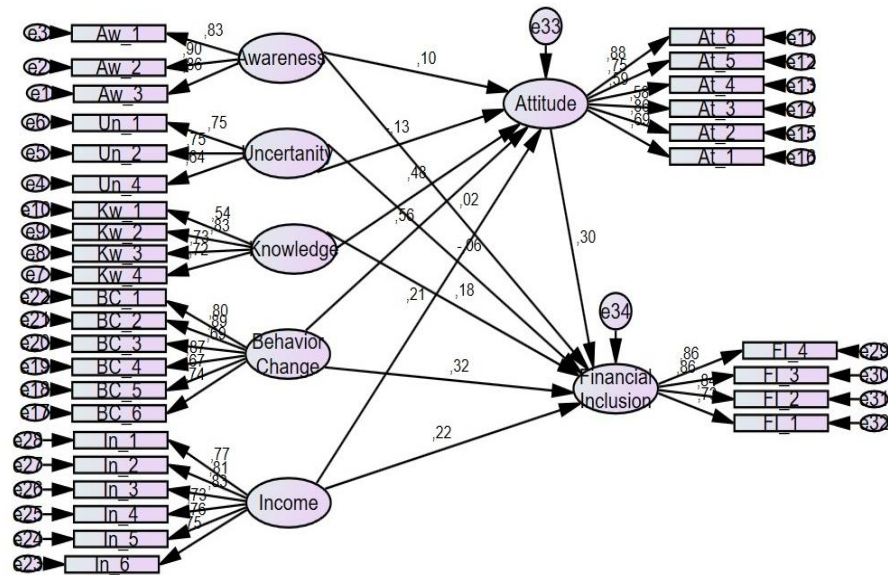 e3 Aw_1 ,83
e2 Aw_2 ,90
e1 Aw_3 ,86
Awareness
e6 Un_1 ,75
e5 Un_2 ,75
e4 Un_4 ,64
Uncertanity
e10 Kw_1 ,54
e9 Kw_2 ,83
e8 Kw_3 ,73
e7 Kw_4 ,72
Knowledge
e22 BC_1 ,80
e21 BC_2 ,89
e20 BC_3 ,69
e19 BC_4 ,87
e18 BC_5 ,67
e17 BC_6 ,74
Behavior
Change
e28 In_1 ,77
e27 In_2 ,81
e26 In_3 ,83
e25 In_4 ,73
e24 In_5 ,76
e23 In_6 ,75
Income
,10
-,13
,48
,02
,56
-,06
,21
,18
,30
,32
,22
e33
Attitude
,88 At_6 e11
,75 At_5 e12
,59 At_4 e13
,58 At_3 e14
,86 At_2 e15
,69 At_1 e16
e34
Financial
Inclusion
,86 FI_4 e29
,86 FI_3 e30
,84 FI_2 e31
FI_1 e32